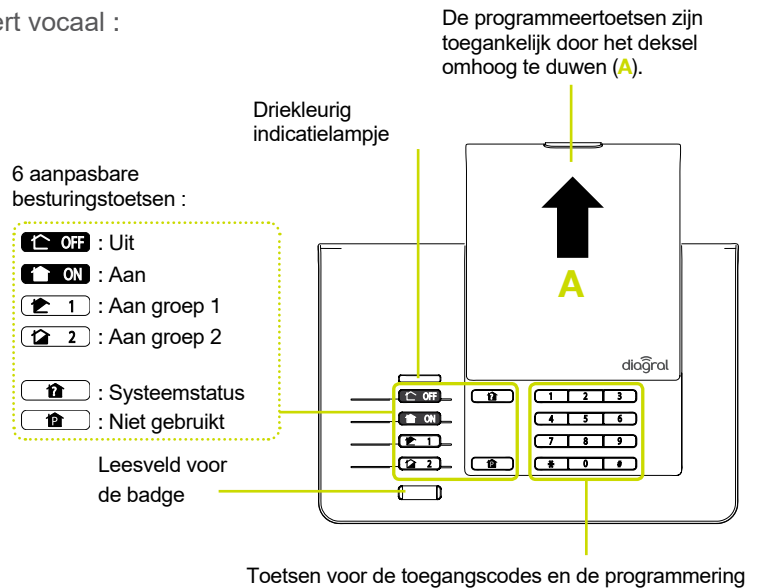 ert vocaal :
De programmeertoetsen zijn
toegankelijk door het deksel
omhoog te duwen (A).
Driekleurig
indicatielampje
6 aanpasbare
besturingstoetsen :
OFF : Uit
ON : Aan
1 : Aan groep 1
2 : Aan groep 2
? : Systeemstatus
P : Niet gebruikt
Leesveld voor
de badge
A
diagral
OFF ? 1 2 3
ON 4 5 6
1 7 8 9
2 P * 0 #
Toetsen voor de toegangscodes en de programmering